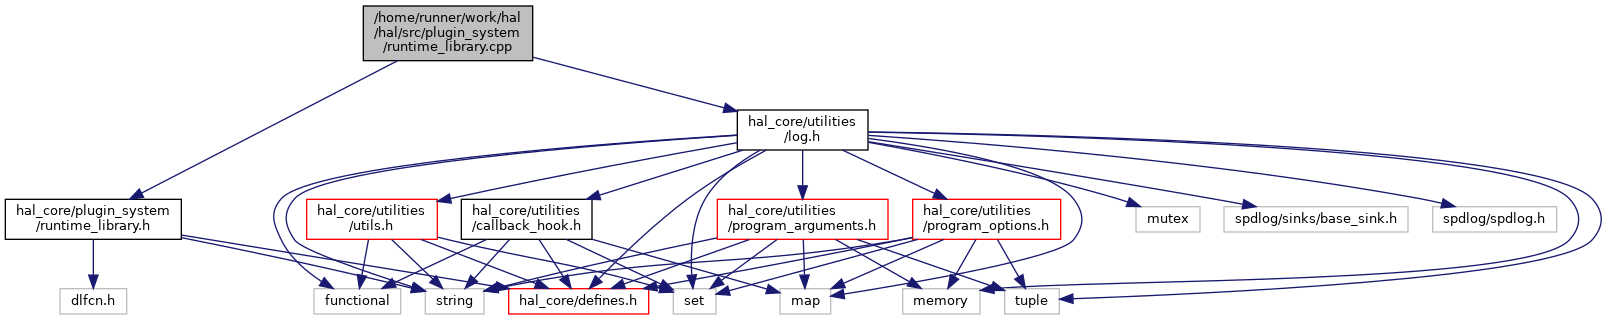 /home/runner/work/hal
/hal/src/plugin_system
/runtime_library.cpp
hal_core/utilities
/log.h
hal_core/plugin_system
/runtime_library.h
hal_core/utilities
/utils.h
hal_core/utilities
/callback_hook.h
hal_core/utilities
/program_arguments.h
hal_core/utilities
/program_options.h
mutex
spdlog/sinks/base_sink.h
spdlog/spdlog.h
dlfcn.h
functional
string
hal_core/defines.h
set
map
memory
tuple